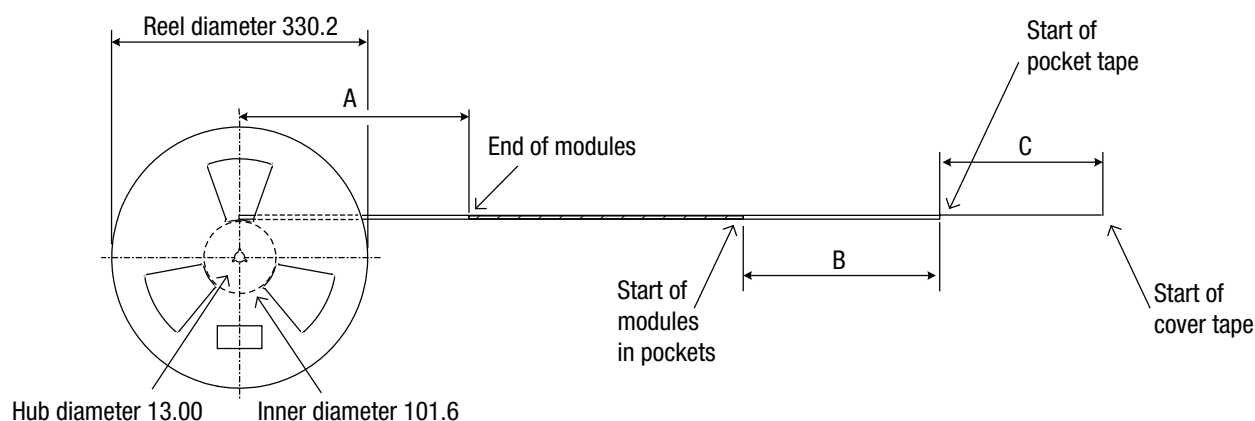 Reel diameter 330.2
A
End of modules
Start of
pocket tape
C
B
Start of
modules
in pockets
Start of
cover tape
Hub diameter 13.00
Inner diameter 101.6